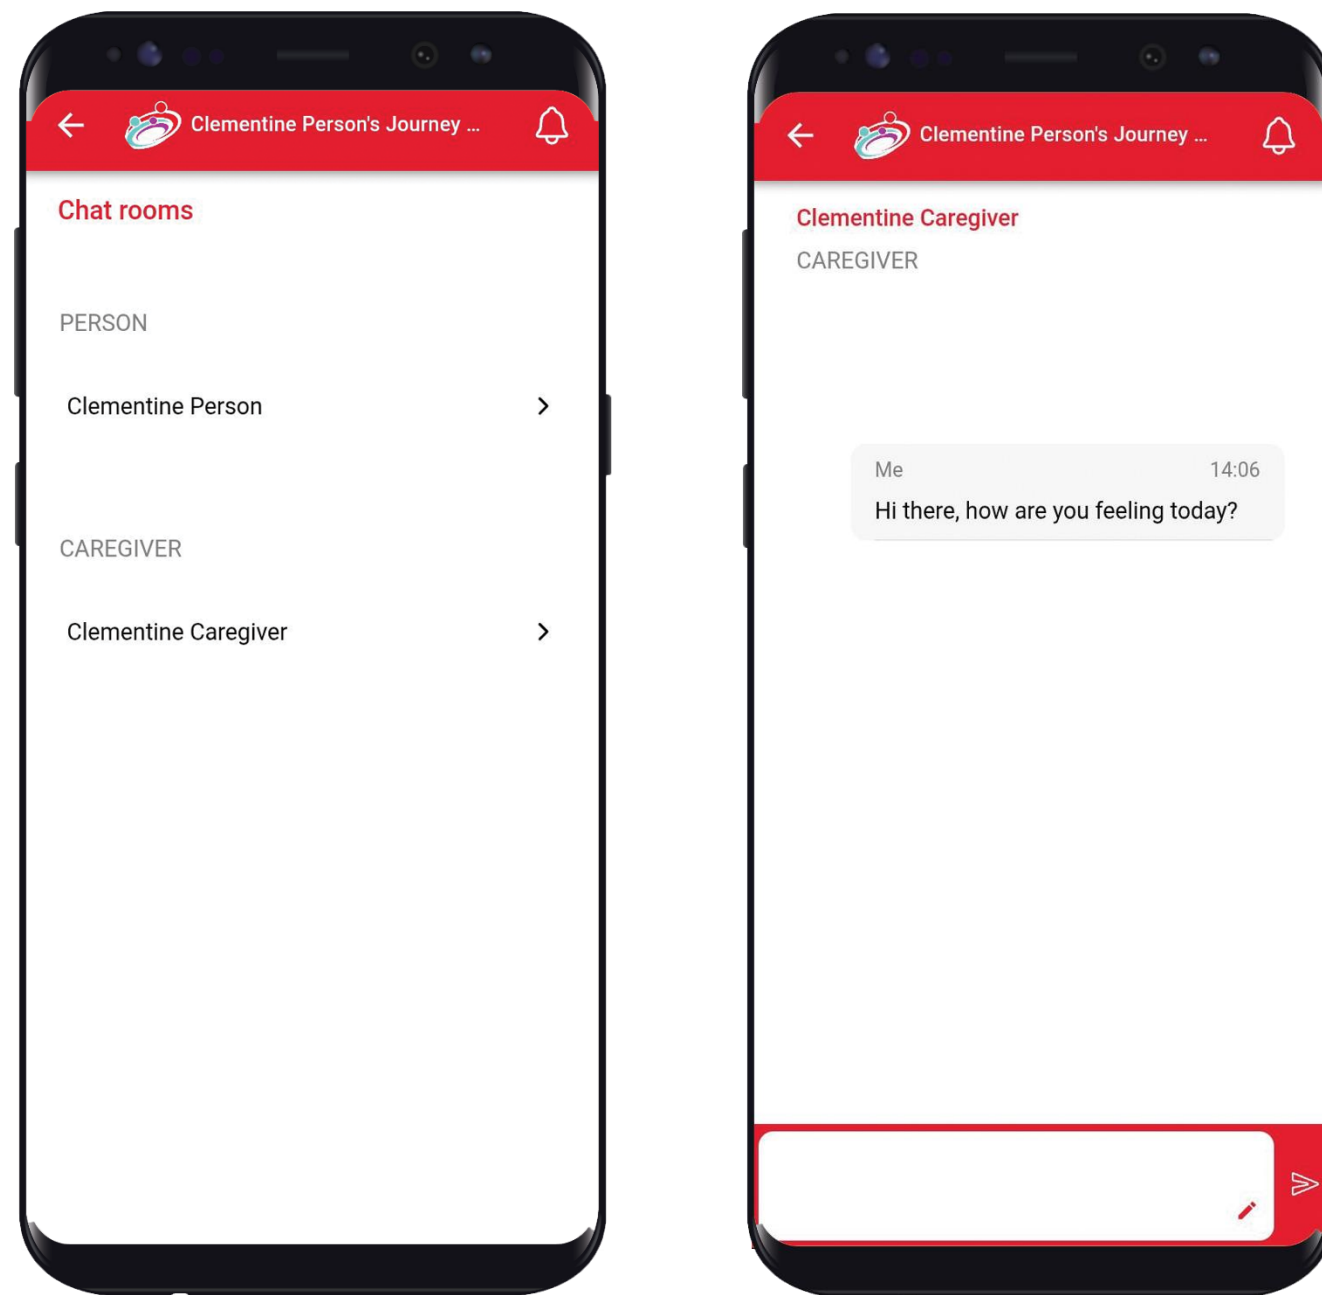 Clementine Person's Journey ...
Chat rooms
PERSON
Clementine Person
CAREGIVER
Clementine Caregiver
Clementine Person's Journey ...
Clementine Caregiver
CAREGIVER
Me 14:06
Hi there, how are you feeling today?